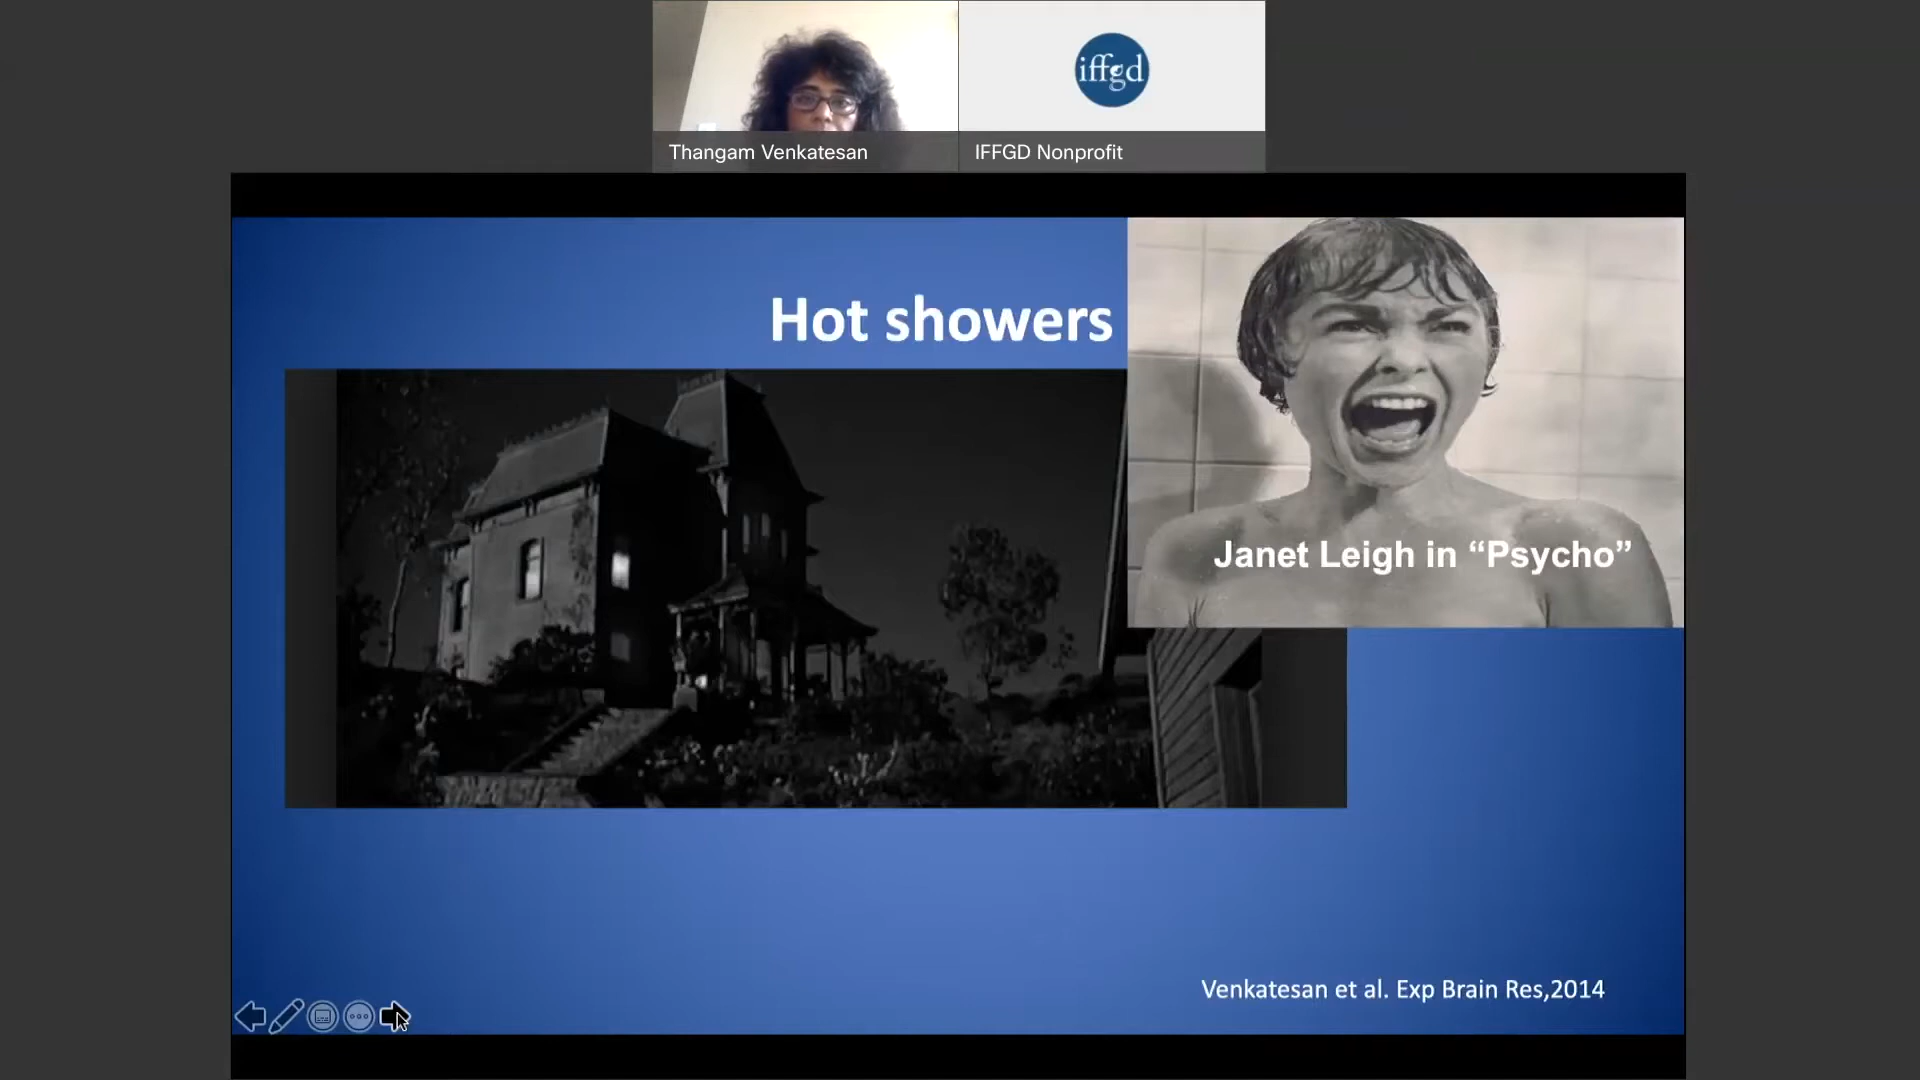 iffgd
Thangam Venkatesan
IFFGD Nonprofit
Hot showers
Janet Leigh in “Psycho”
Venkatesan et al. Exp Brain Res,2014